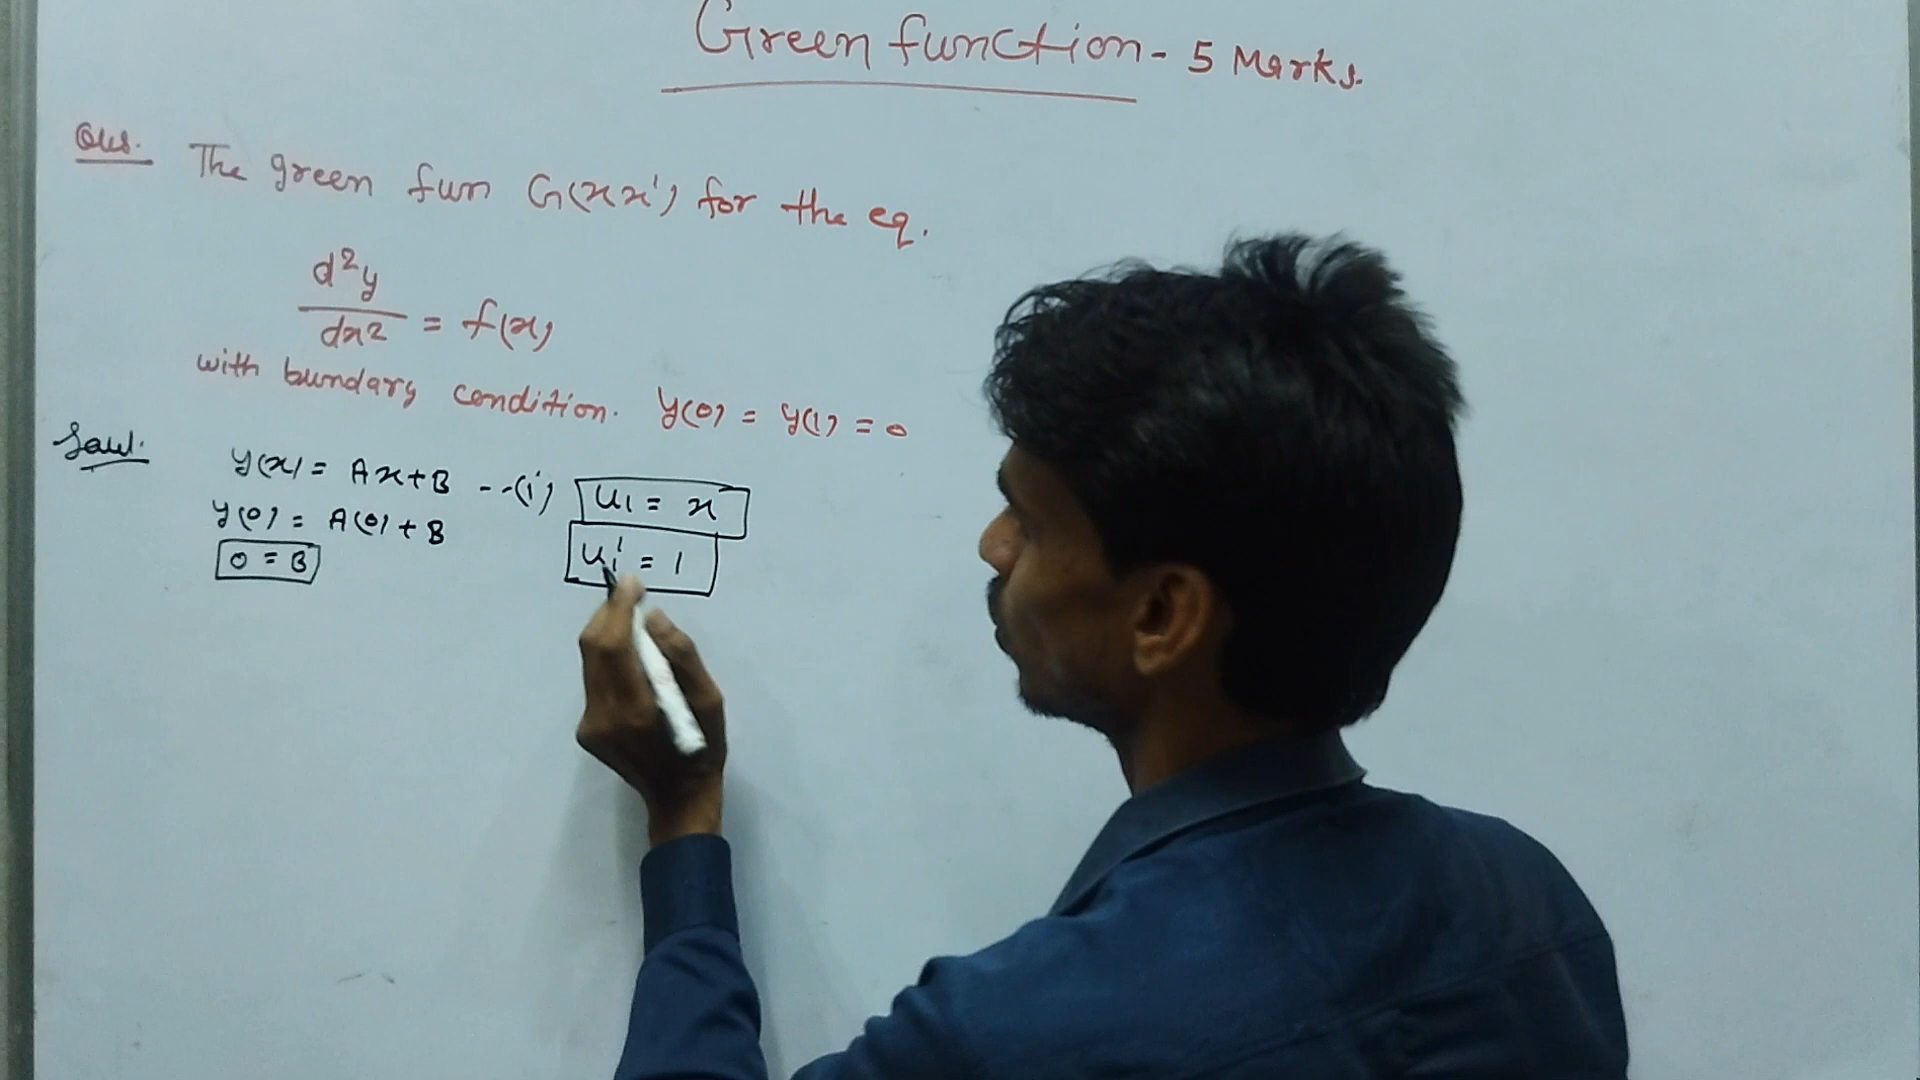 Green function - 5 Marks.
Ques. The green fun G(x x') for the eq.
d²y
dx² = f(x)
with bundary condition. y(0) = y(1) = 0
y(x) = Ax+B --(i) u₁ = x
y(0) = A(0) + B
0 = B u₁' = 1